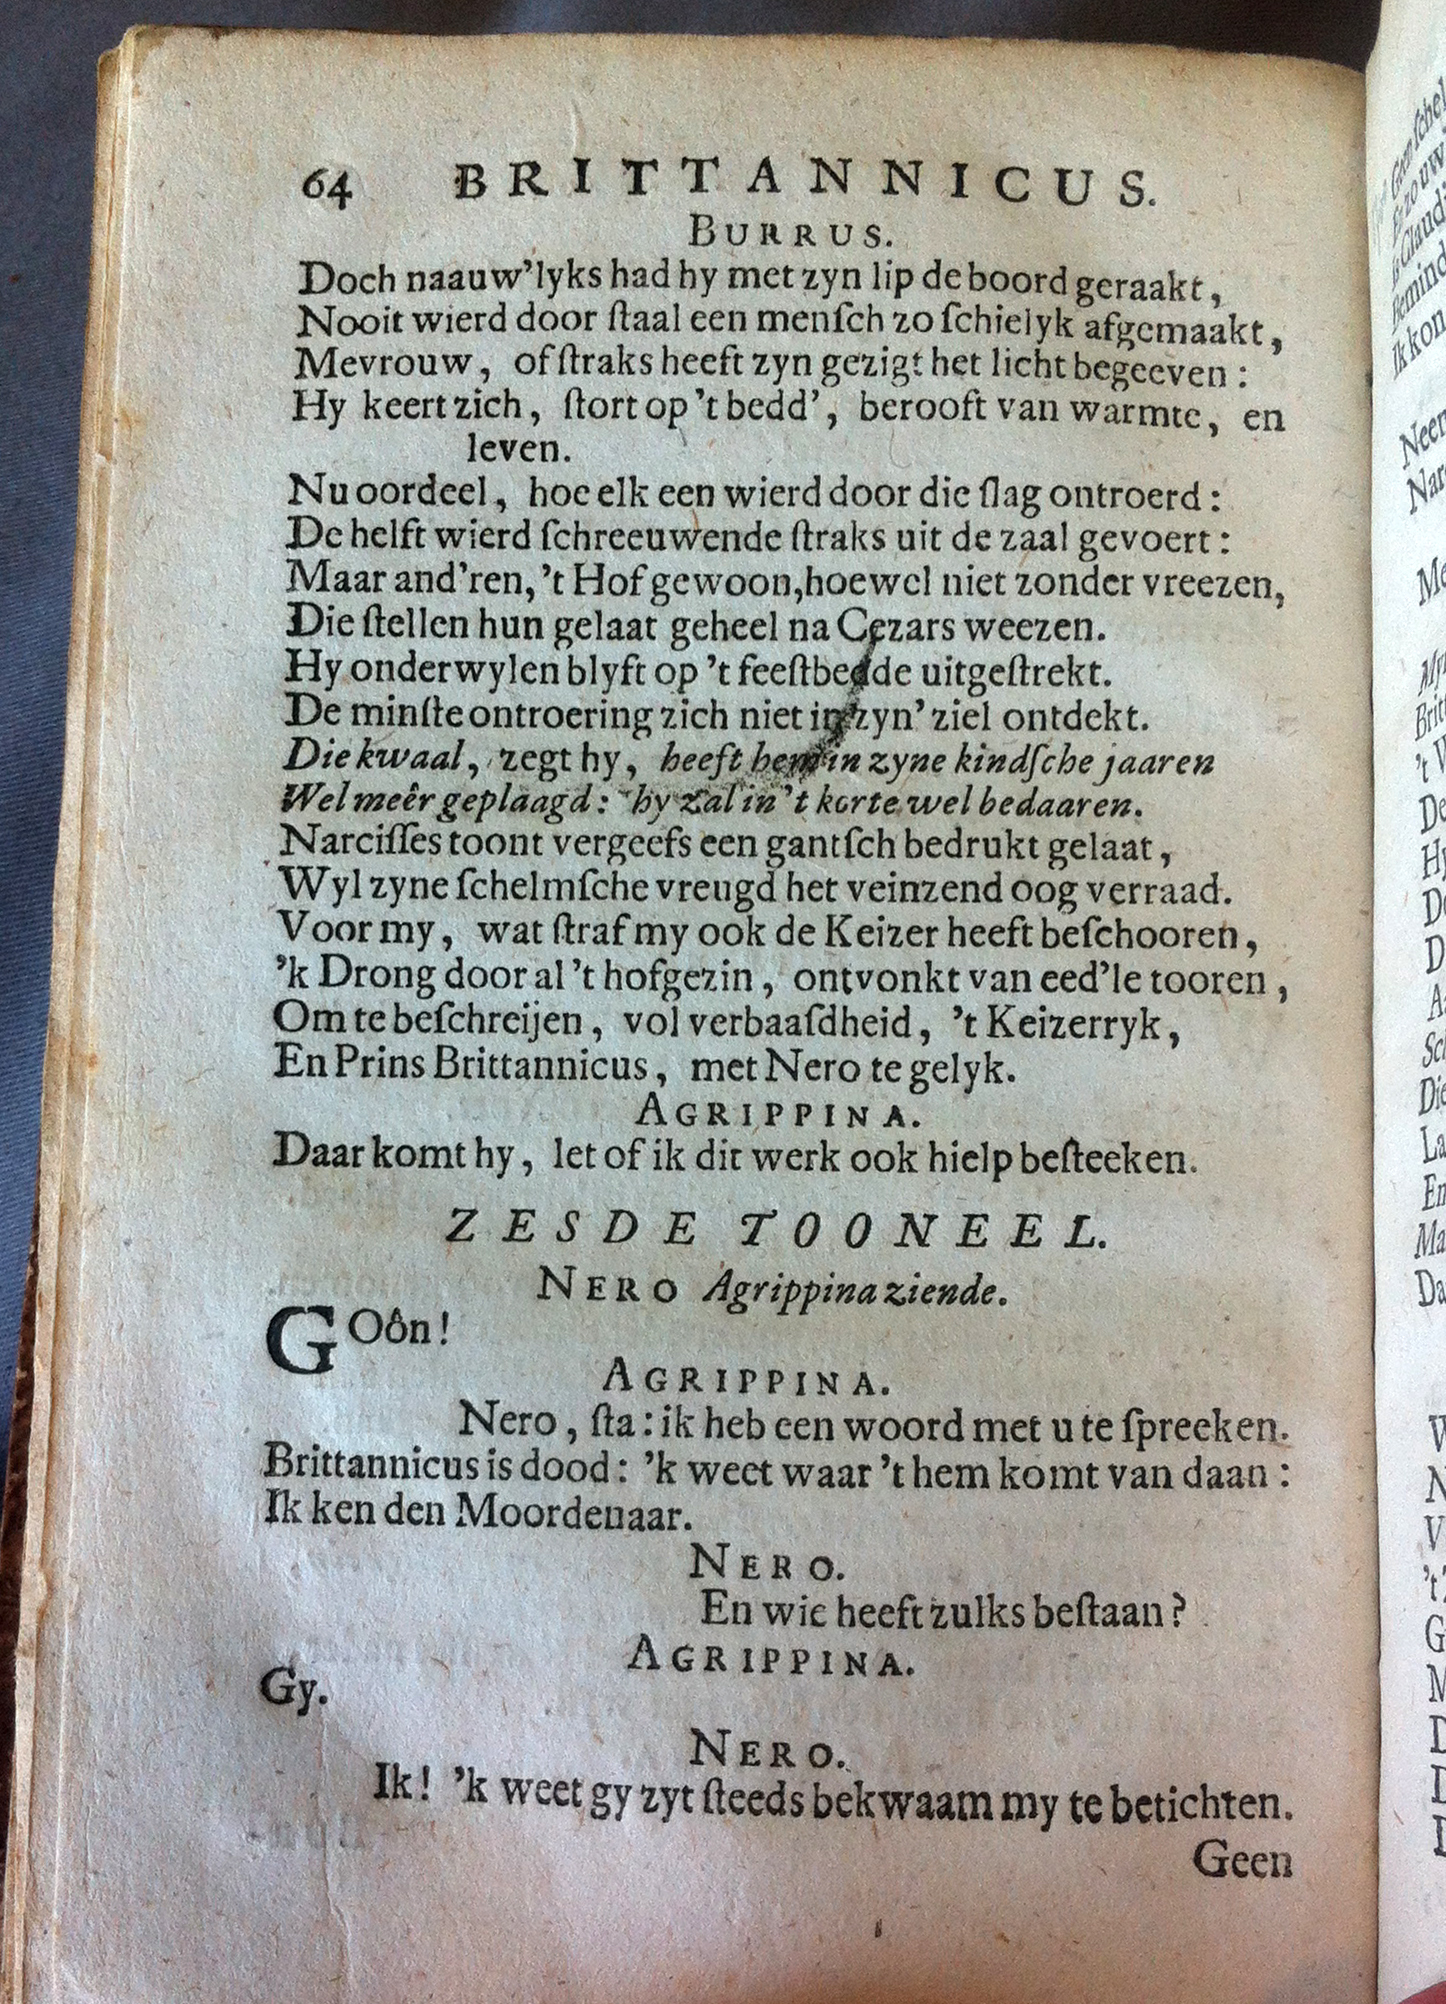 64 BRITTANNICUS.
BURRUS.
Doch naauw'lyks had hy met zyn lip de boord geraakt,
Nooit wierd door ſtaal een menſch zo ſchielyk afgemaakt,
Mevrouw, of ſtraks heeft zyn gezigt het licht begeeven:
Hy keert zich, ſtort op 't bedd', berooft van warmte, en
leven.
Nu oordeel, hoe elk een wierd door die ſlag ontroerd:
De helft wierd ſchreeuwende ſtraks uit de zaal gevoert:
Maar and'ren, 't Hof gewoon, hoewel niet zonder vreezen,
Die ſtellen hun gelaat geheel na Cezars weezen.
Hy onderwylen blyft op 't feeſtbedde uitgeſtrekt.
De minſte ontroering zich niet in zyn' ziel ontdekt.
Die kwaal, zegt hy, heeft hem in zyne kindſche jaaren
Wel meêr geplaagd: hy zal in 't korte wel bedaaren.
Narciſſes toont vergeefs een gantſch bedrukt gelaat,
Wyl zyne ſchelmſche vreugd het veinzend oog verraad.
Voor my, wat ſtraf my ook de Keizer heeft beſchooren,
'k Drong door al 't hofgezin, ontvonkt van eed'le tooren,
Om te beſchreijen, vol verbaaſdheid, 't Keizerryk,
En Prins Brittannicus, met Nero te gelyk.
AGRIPPINA.
Daar komt hy, let of ik dit werk ook hielp beſteeken.
ZESDE TOONEEL.
NERO Agrippina ziende.
GOôn!
AGRIPPINA.
Nero, ſta: ik heb een woord met u te ſpreeken.
Brittannicus is dood: 'k weet waar 't hem komt van daan:
Ik ken den Moordenaar.
NERO.
En wie heeft zulks beſtaan?
AGRIPPINA.
Gy.
NERO.
Ik! 'k weet gy zyt ſteeds bekwaam my te betichten.
Geen